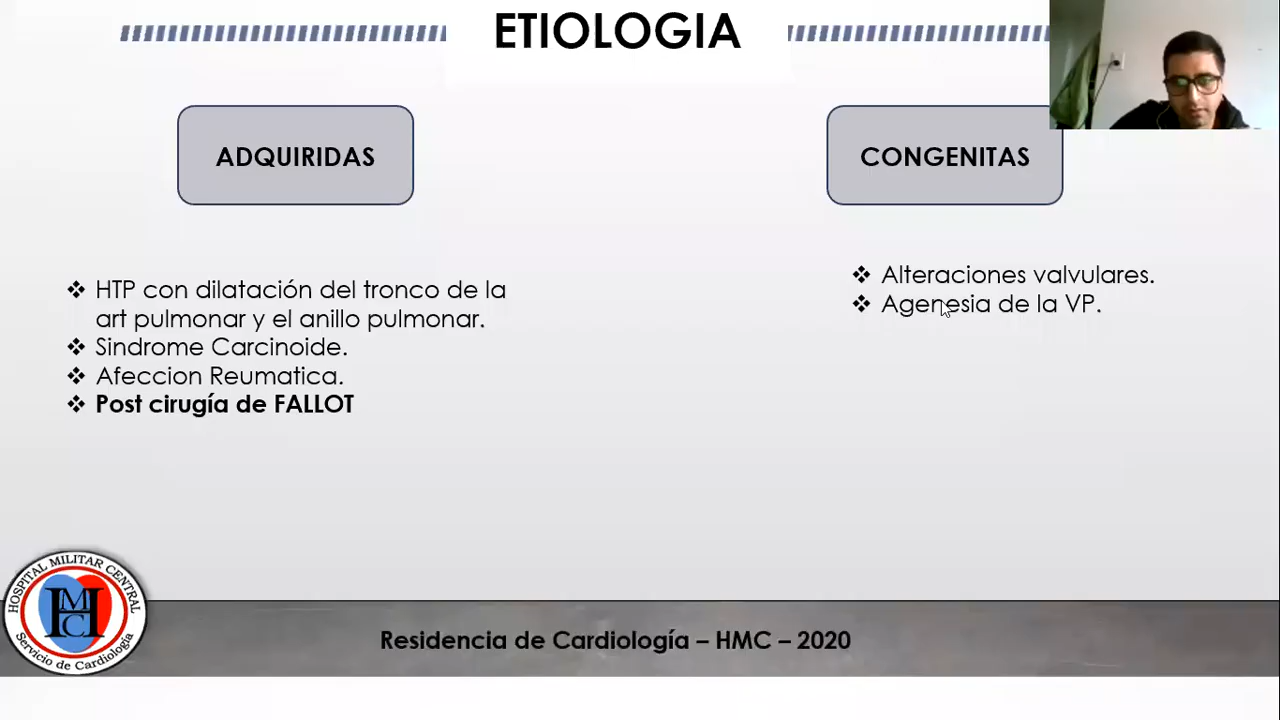 ETIOLOGIA
ADQUIRIDAS
CONGENITAS
❖ HTP con dilatación del tronco de la
art pulmonar y el anillo pulmonar.
❖ Sindrome Carcinoide.
❖ Afeccion Reumatica.
❖ Post cirugía de FALLOT
❖ Alteraciones valvulares.
❖ Agenesia de la VP.
HOSPITAL MILITAR CENTRAL
HMC
Servicio de Cardiología
Residencia de Cardiología – HMC – 2020